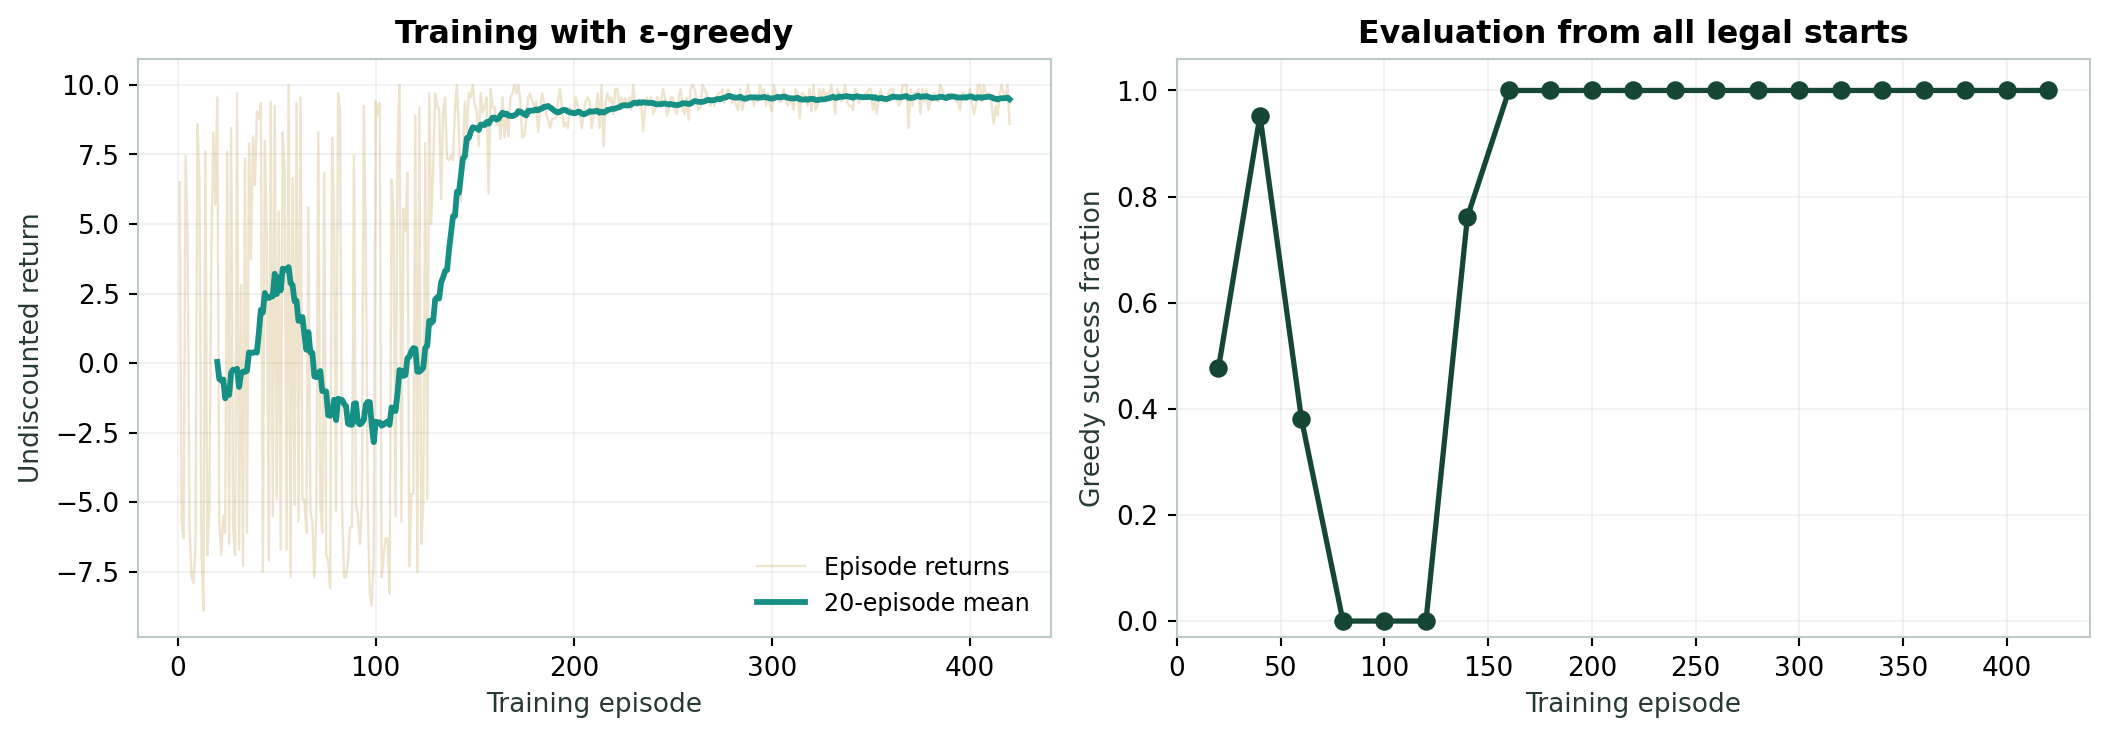 Training with ε-greedy
10.0
7.5
5.0
2.5
0.0
−2.5
−5.0
−7.5
Undiscounted return
Episode returns
20-episode mean
0 100 200 300 400
Training episode
Evaluation from all legal starts
1.0
0.8
0.6
0.4
0.2
0.0
Greedy success fraction
0 50 100 150 200 250 300 350 400
Training episode